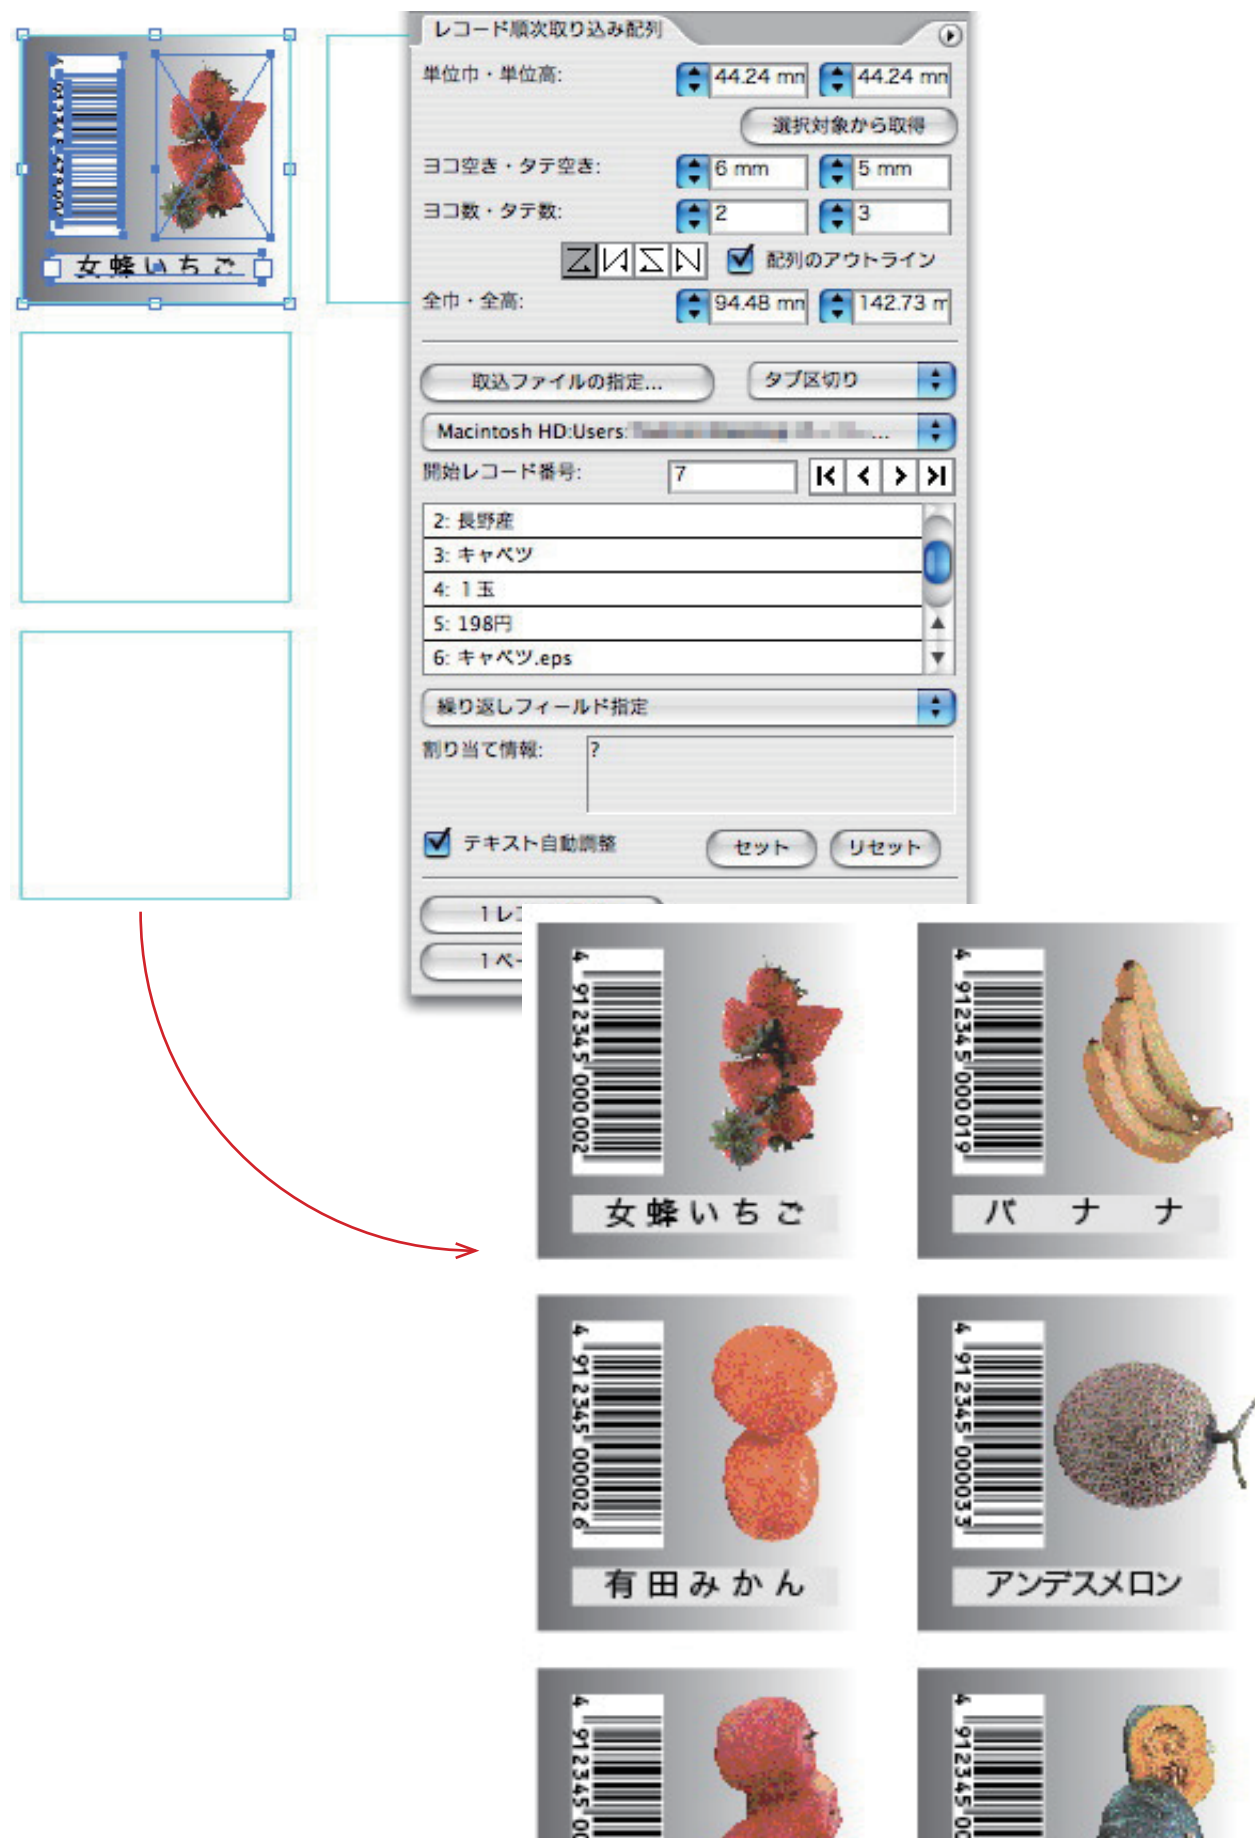 レコード順次取り込み配列
単位巾・単位高: 44.24 mm 44.24 mm
選択対象から取得
ヨコ空き・タテ空き: 6 mm 5 mm
ヨコ数・タテ数: 2 3
配列のアウトライン
全巾・全高: 94.48 mm 142.73 m
取込ファイルの指定... タブ区切り
Macintosh HD:Users: ...
開始レコード番号: 7
2: 長野産
3: キャベツ
4: 1玉
5: 198円
6: キャベツ.eps
繰り返しフィールド指定
割り当て情報: ?
テキスト自動調整 セット リセット
1レ
1ペー
女蜂いちご
4 912345 000002
女蜂いちご
4 912345 000019
バナナ
4 912345 000026
有田みかん
4 912345 000033
アンデスメロン
4 912345 00
4 912345 00